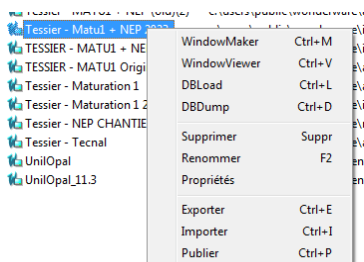 Tessier - Matu1 + NEP 2023
TESSIER - MATU1 + NE
TESSIER - MATU1 Origi
Tessier - Maturation 1
Tessier - Maturation 1 2
Tessier - NEP CHANTIE
Tessier - Tecnal
UnilOpal
UnilOpal_11.3
WindowMaker Ctrl+M
WindowViewer Ctrl+V
DBLoad Ctrl+L
DBDump Ctrl+D
Supprimer Suppr
Renommer F2
Propriétés
Exporter Ctrl+E
Importer Ctrl+I
Publier Ctrl+P